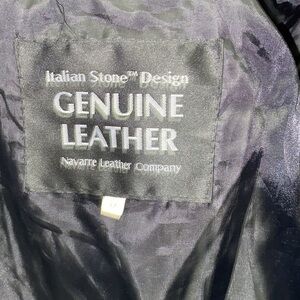 Italian Stone™ Design
GENUINE
LEATHER
Navarre Leather Company